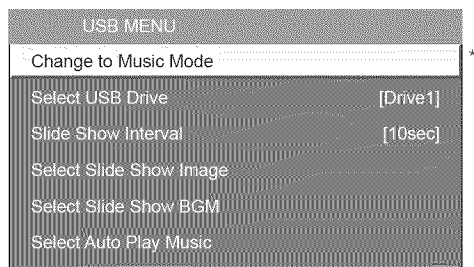 USB MENU
Change to Music Mode *
Select USB Drive [Drive1]
Slide Show Interval [10sec]
Select Slide Show Image
Select Slide Show BGM
Select Auto Play Music